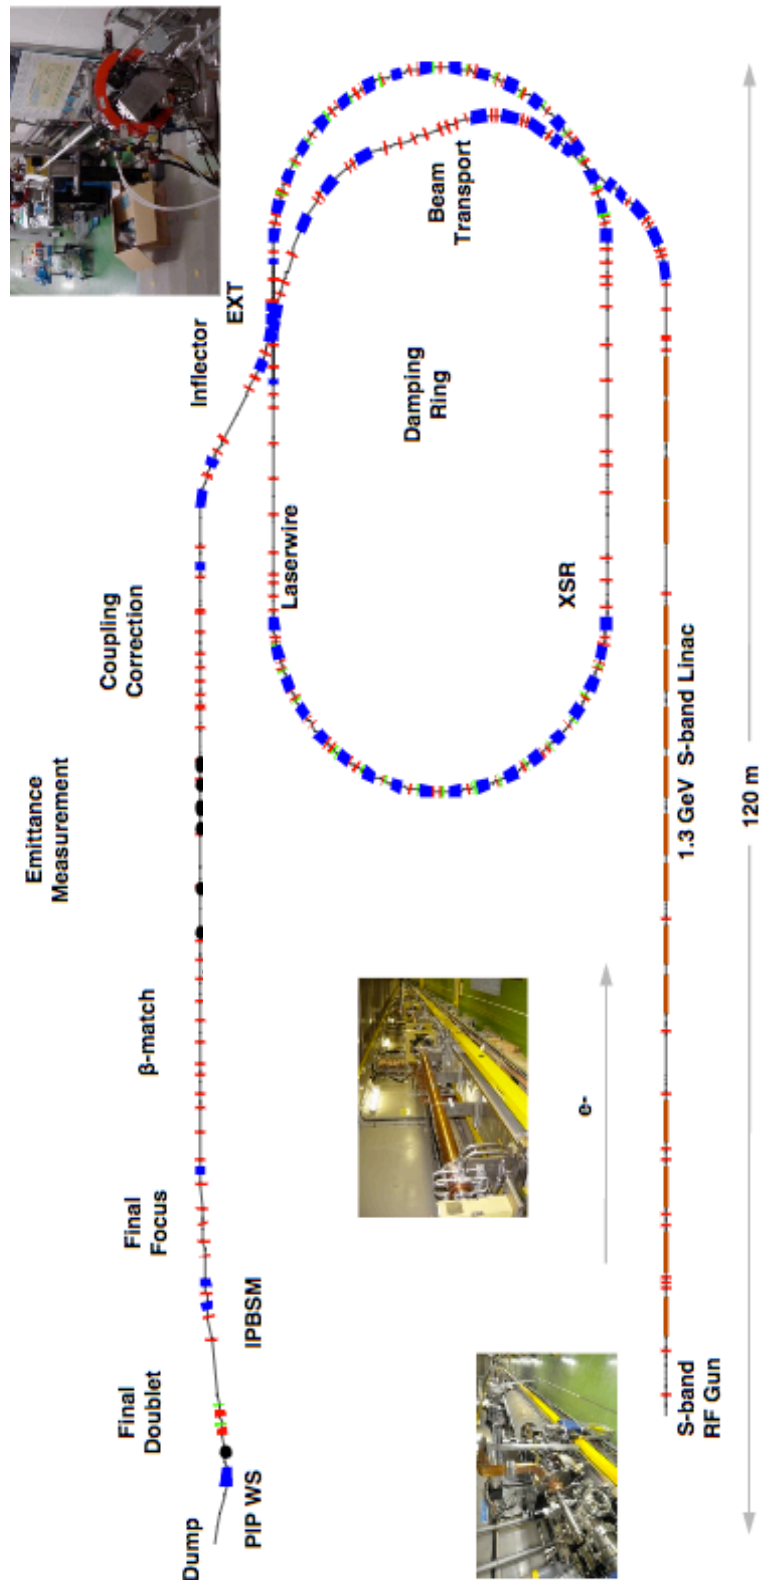 Dump
PIP WS
Final
Doublet
IPBSM
Final
Focus
β-match
Emittance
Measurement
Coupling
Correction
Inflector
EXT
Laserwire
Damping
Ring
Beam
Transport
XSR
e-
S-band
RF Gun
1.3 GeV S-band Linac
120 m